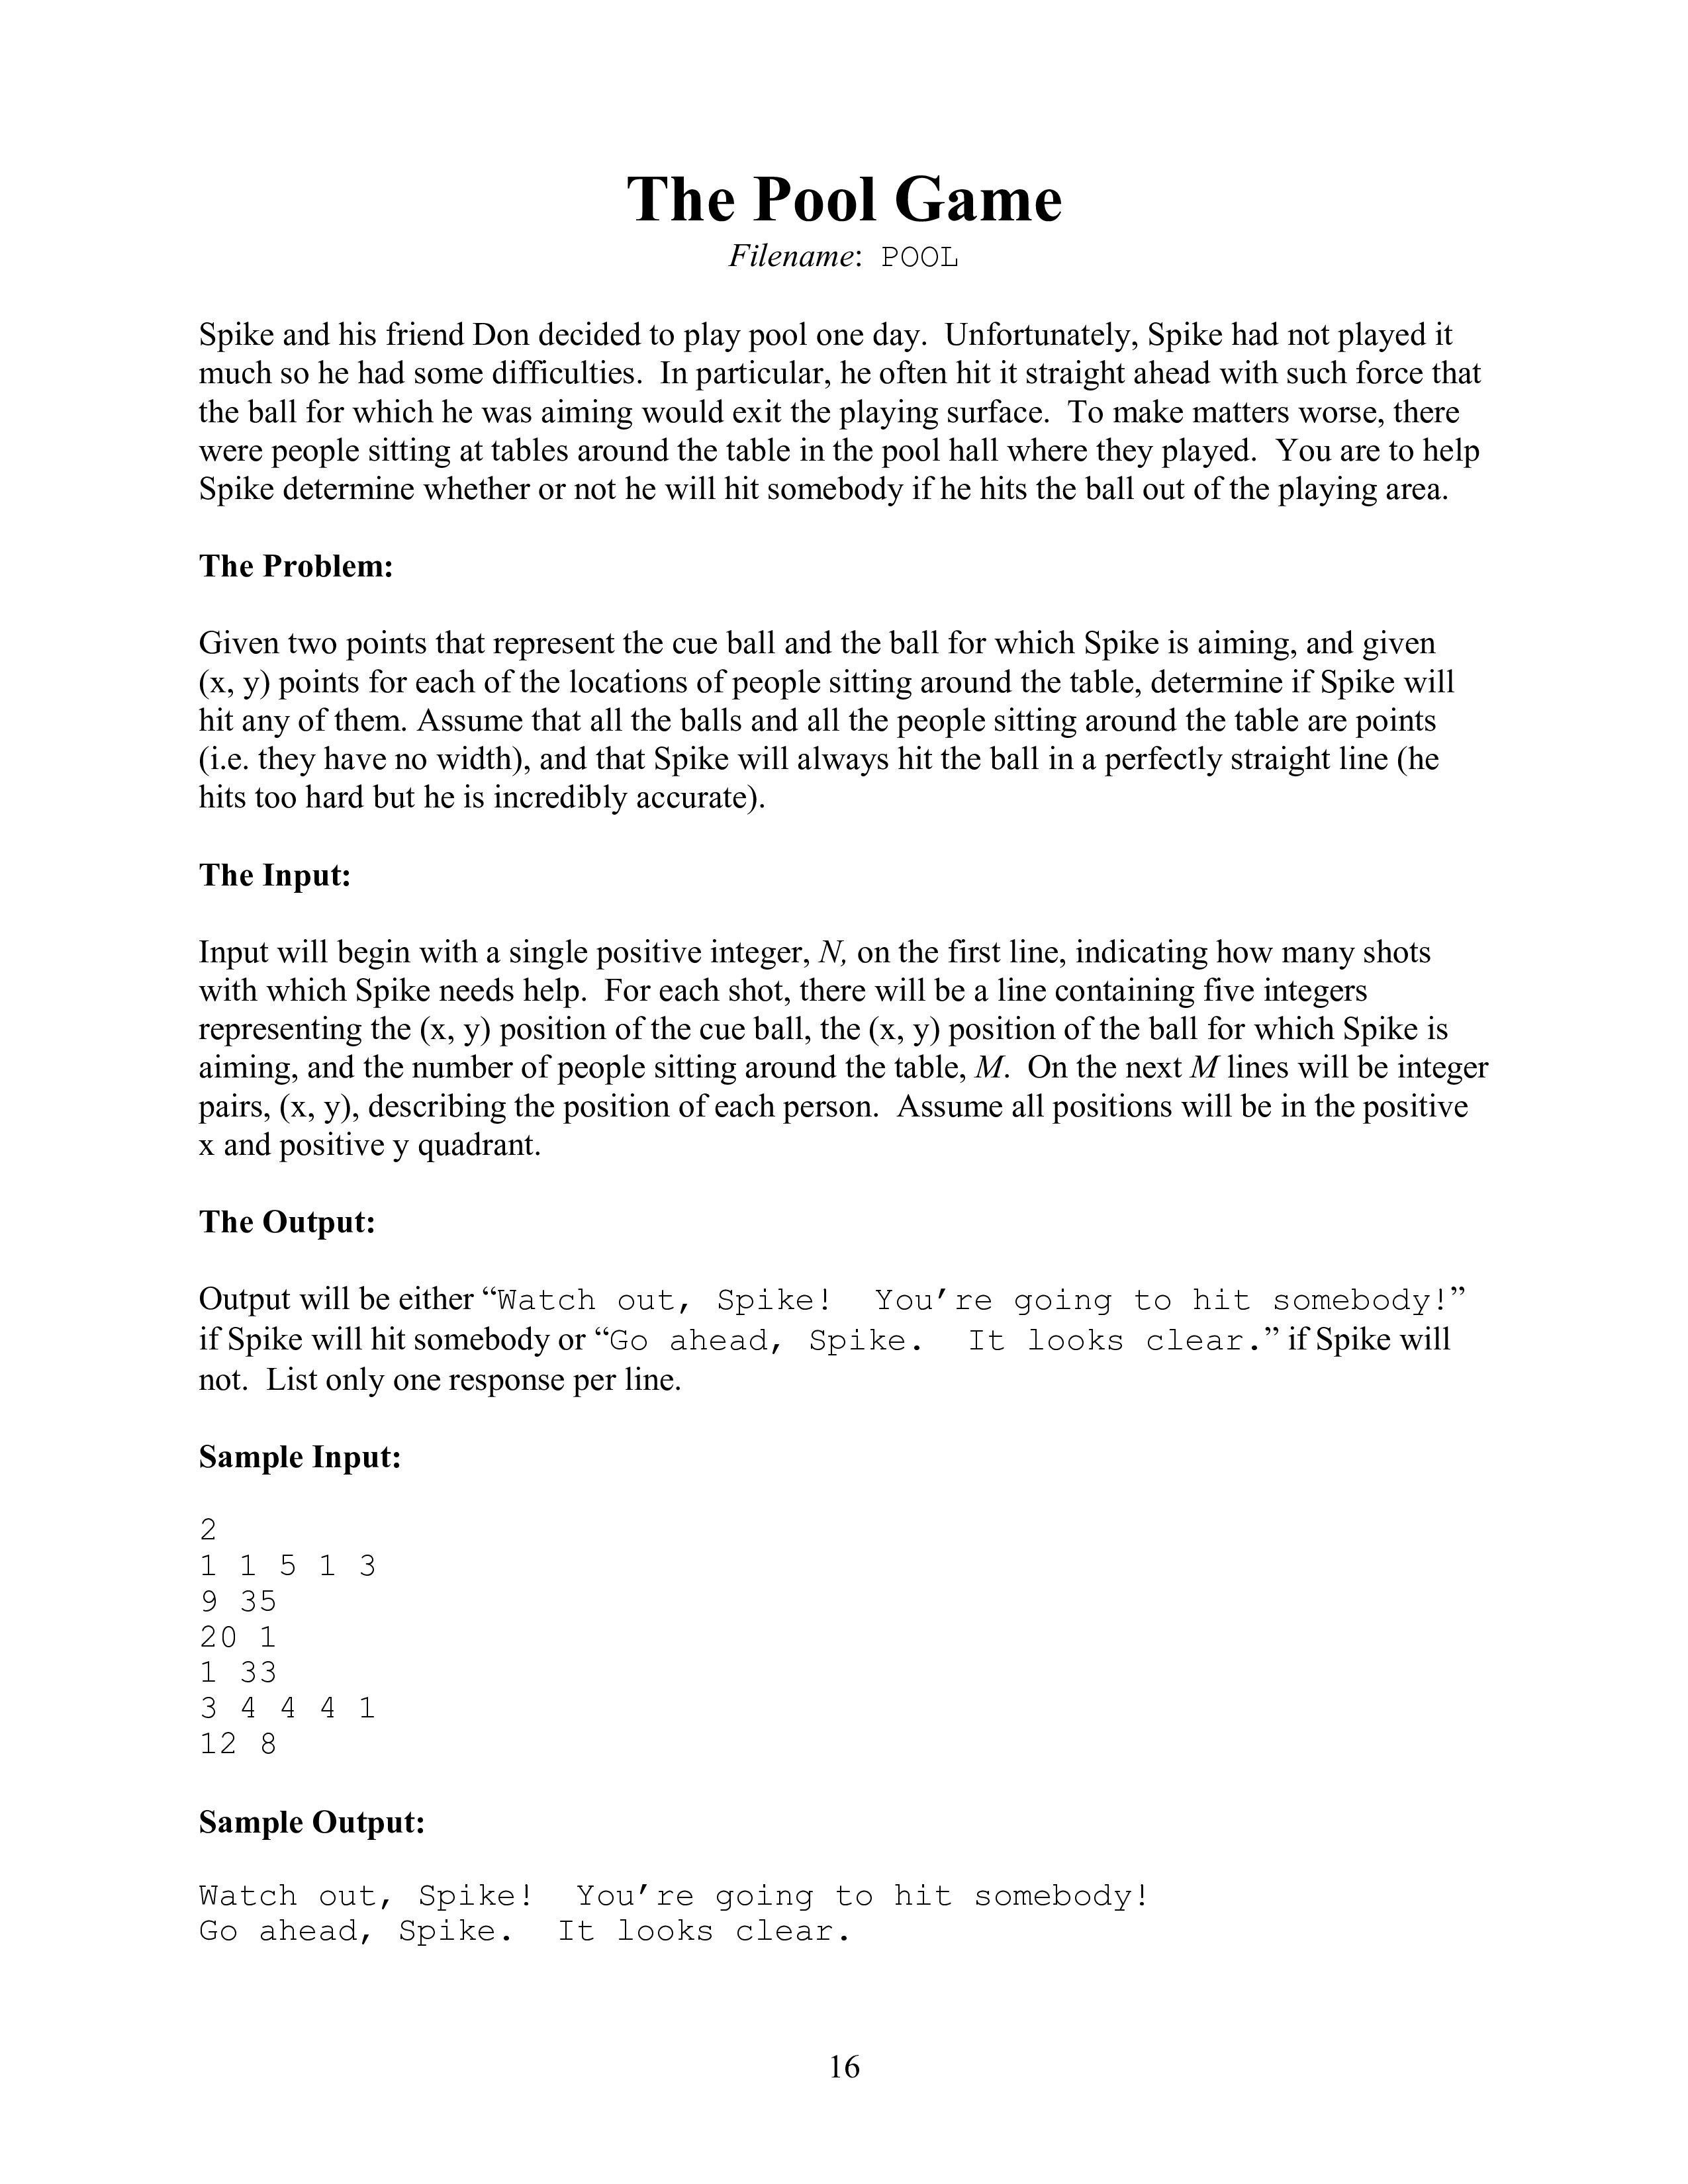 The Pool Game
Filename: POOL
Spike and his friend Don decided to play pool one day.  Unfortunately, Spike had not played it
much so he had some difficulties.  In particular, he often hit it straight ahead with such force that
the ball for which he was aiming would exit the playing surface.  To make matters worse, there
were people sitting at tables around the table in the pool hall where they played.  You are to help
Spike determine whether or not he will hit somebody if he hits the ball out of the playing area.
The Problem:
Given two points that represent the cue ball and the ball for which Spike is aiming, and given
(x, y) points for each of the locations of people sitting around the table, determine if Spike will
hit any of them. Assume that all the balls and all the people sitting around the table are points
(i.e. they have no width), and that Spike will always hit the ball in a perfectly straight line (he
hits too hard but he is incredibly accurate).
The Input:
Input will begin with a single positive integer, N, on the first line, indicating how many shots
with which Spike needs help.  For each shot, there will be a line containing five integers
representing the (x, y) position of the cue ball, the (x, y) position of the ball for which Spike is
aiming, and the number of people sitting around the table, M.  On the next M lines will be integer
pairs, (x, y), describing the position of each person.  Assume all positions will be in the positive
x and positive y quadrant.
The Output:
Output will be either “Watch out, Spike!  You’re going to hit somebody!”
if Spike will hit somebody or “Go ahead, Spike.  It looks clear.” if Spike will
not.  List only one response per line.
Sample Input:
2
1 1 5 1 3
9 35
20 1
1 33
3 4 4 4 1
12 8
Sample Output:
Watch out, Spike!  You’re going to hit somebody!
Go ahead, Spike.  It looks clear.
16